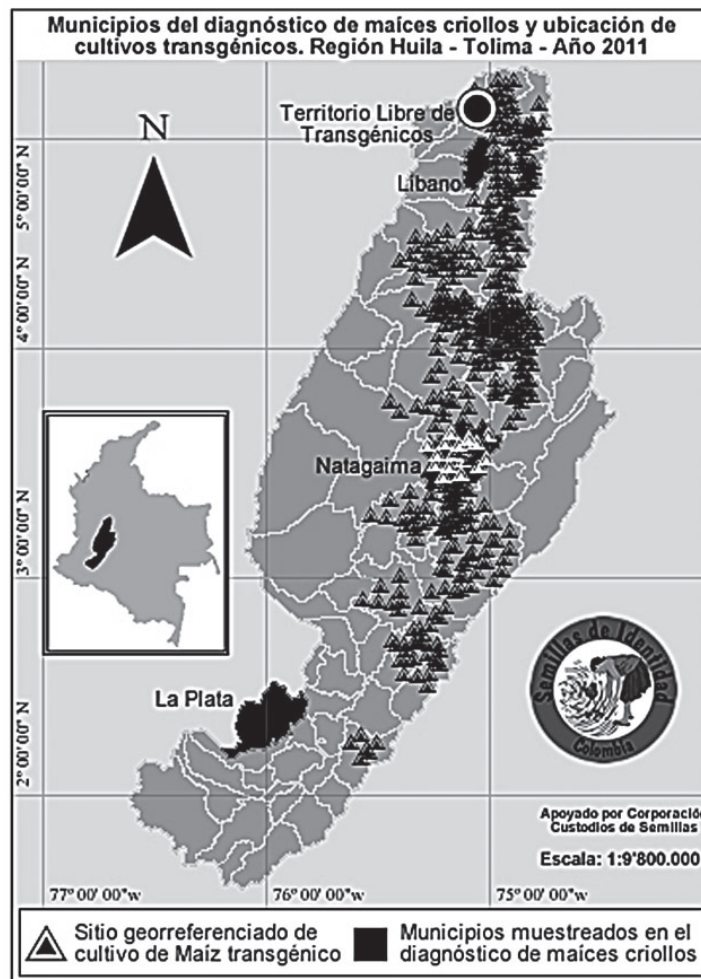 Municipios del diagnóstico de maíces criollos y ubicación de
cultivos transgénicos. Región Huila - Tolima - Año 2011
N
Territorio Libre de
Transgénicos
Líbano
Natagaima
La Plata
5° 00' 00" N
4° 00' 00" N
3° 00' 00" N
2° 00' 00" N
Semillas de Identidad
Colombia
Apoyado por Corporación
Custodios de Semillas
Escala: 1:9'800.000
77° 00' 00"w
76° 00' 00"w
75° 00' 00"w
Sitio georreferenciado de
cultivo de Maíz transgénico
Municipios muestreados en el
diagnóstico de maíces criollos